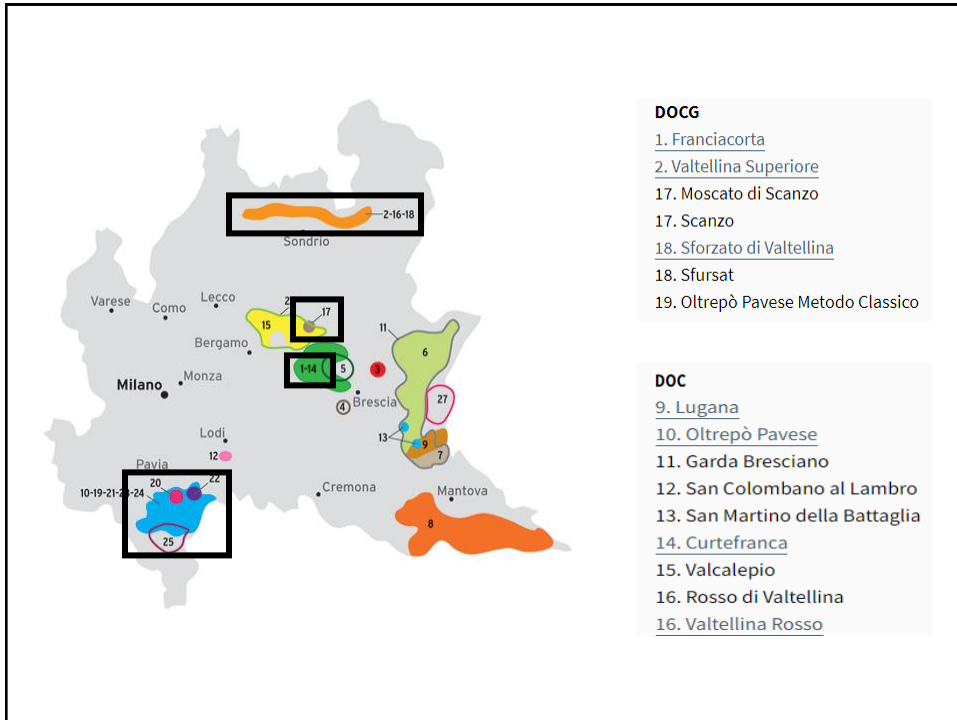 2-16-18
Sondrio
Varese
Como
Lecco
2
17
15
11
Bergamo
6
1-14
5
3
Milano
Monza
27
Brescia
4
13
9
7
Lodi
12
Pavia
20
22
10-19-21-23-24
Cremona
Mantova
8
25
DOCG
1. Franciacorta
2. Valtellina Superiore
17. Moscato di Scanzo
17. Scanzo
18. Sforzato di Valtellina
18. Sfursat
19. Oltrepò Pavese Metodo Classico
DOC
9. Lugana
10. Oltrepò Pavese
11. Garda Bresciano
12. San Colombano al Lambro
13. San Martino della Battaglia
14. Curtefranca
15. Valcalepio
16. Rosso di Valtellina
16. Valtellina Rosso